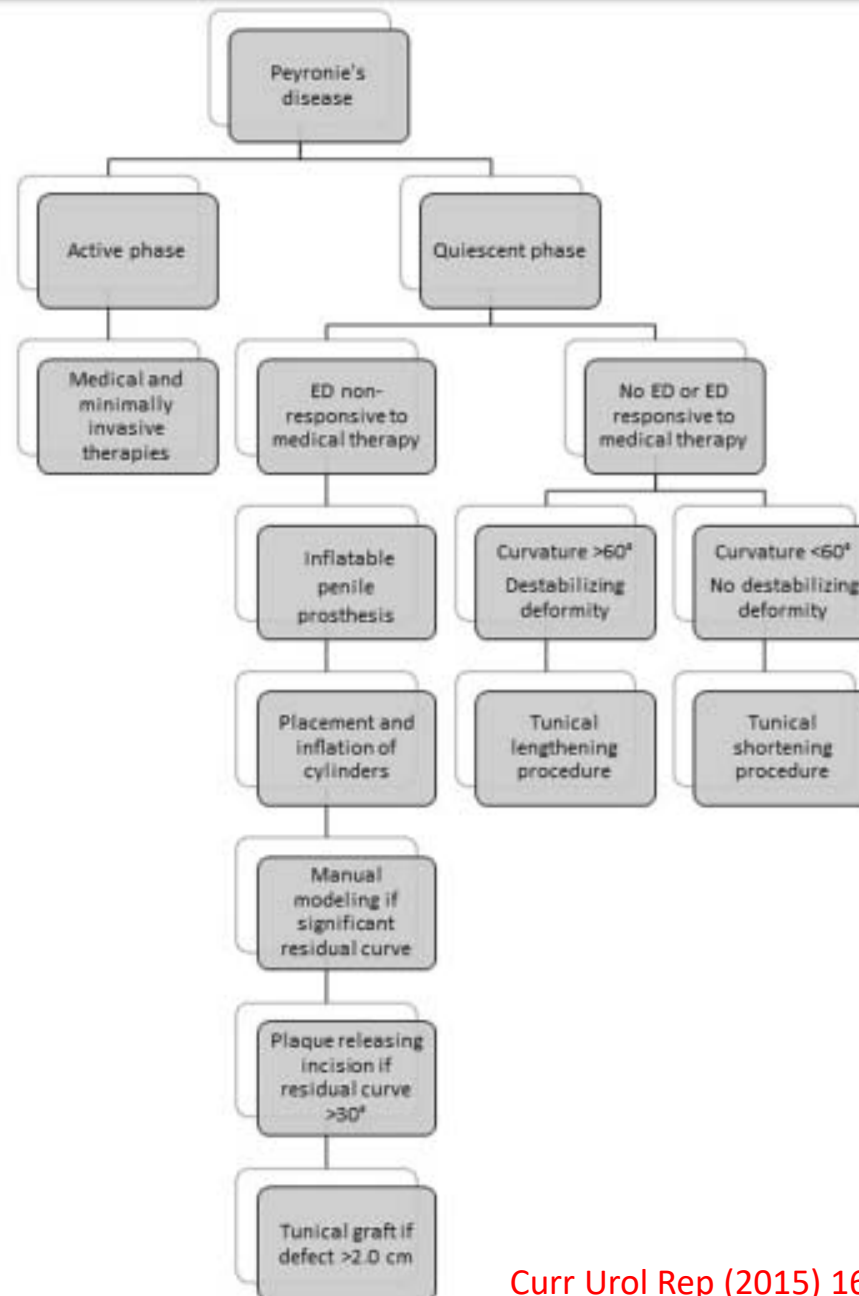 Peyronie's
disease
Active phase
Quiescent phase
Medical and
minimally
invasive
therapies
ED non-
responsive to
medical therapy
No ED or ED
responsive to
medical therapy
Inflatable
penile
prosthesis
Curvature >60°
Destabilizing
deformity
Curvature <60°
No destabilizing
deformity
Placement and
inflation of
cylinders
Tunical
lengthening
procedure
Tunical
shortening
procedure
Manual
modeling if
significant
residual curve
Plaque releasing
incision if
residual curve
>30°
Tunical graft if
defect >2.0 cm
Curr Urol Rep (2015) 16